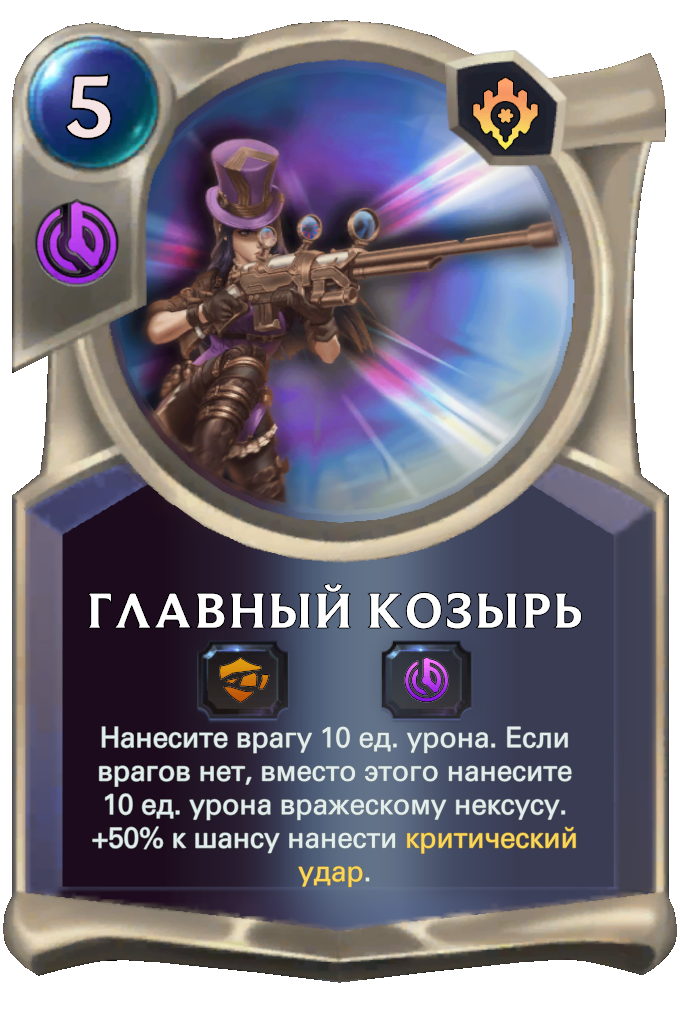 5
ГЛАВНЫЙ КОЗЫРЬ
Нанесите врагу 10 ед. урона. Если
врагов нет, вместо этого нанесите
10 ед. урона вражескому нексусу.
+50% к шансу нанести критический
удар.